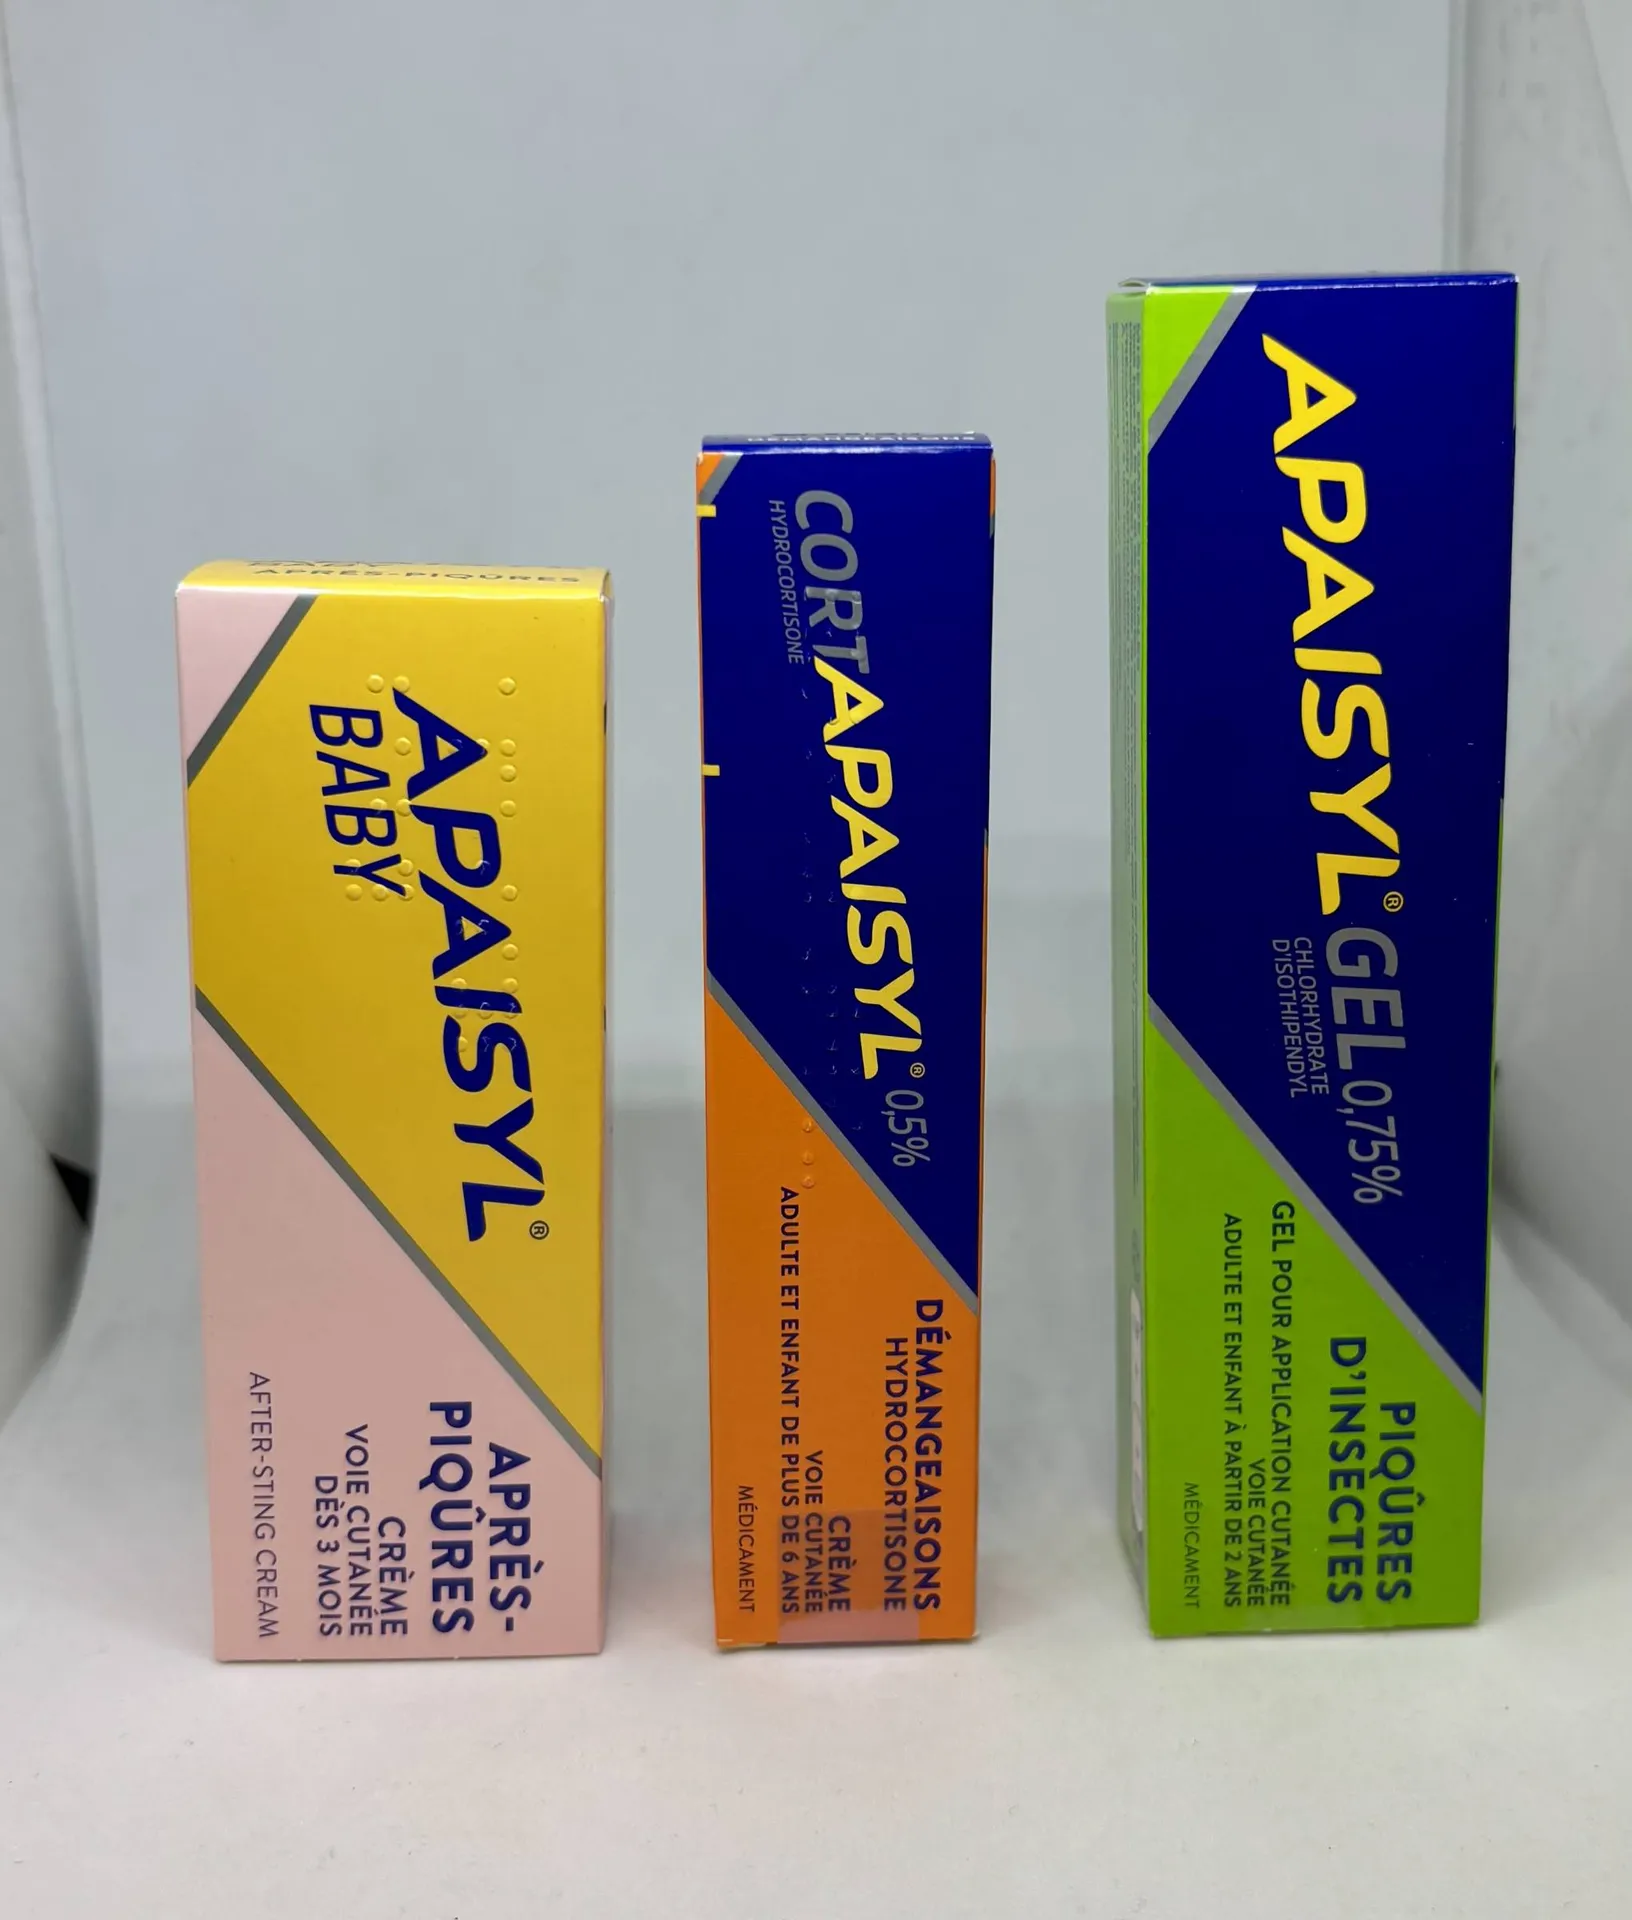 APRÈS-PIQÛRES
APAISYL®
BABY
APRÈS-
PIQÛRES
CRÈME
VOIE CUTANÉE
DÈS 3 MOIS
AFTER-STING CREAM
DÉMANGEAISONS
CORTAPAISYL® 0,5%
HYDROCORTISONE
DÉMANGEAISONS
HYDROCORTISONE
CRÈME
VOIE CUTANÉE
ADULTE ET ENFANT DE PLUS DE 6 ANS
MÉDICAMENT
APAISYL® GEL 0,75%
CHLORHYDRATE
D'ISOTHIPENDYL
PIQÛRES
D'INSECTES
GEL POUR APPLICATION CUTANÉE
VOIE CUTANÉE
ADULTE ET ENFANT À PARTIR DE 2 ANS
MÉDICAMENT